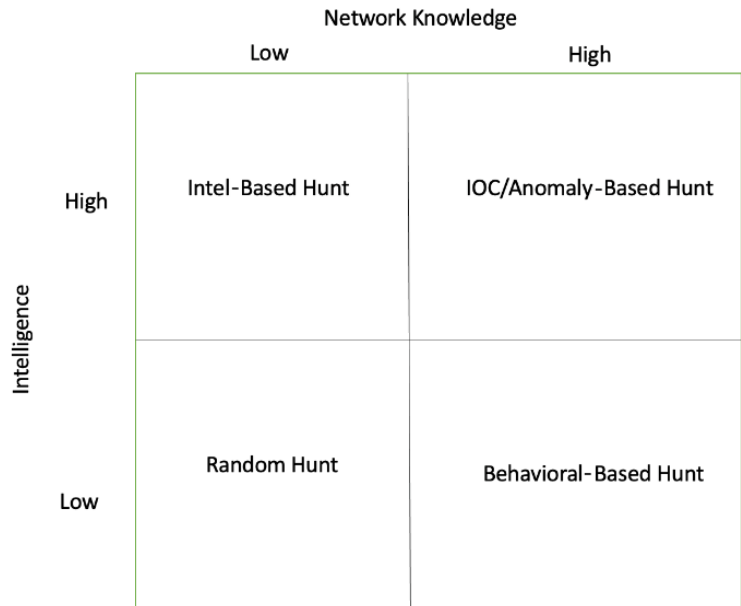 Network Knowledge
Low High
Intel-Based Hunt IOC/Anomaly-Based Hunt
High
Intelligence
Random Hunt Behavioral-Based Hunt
Low